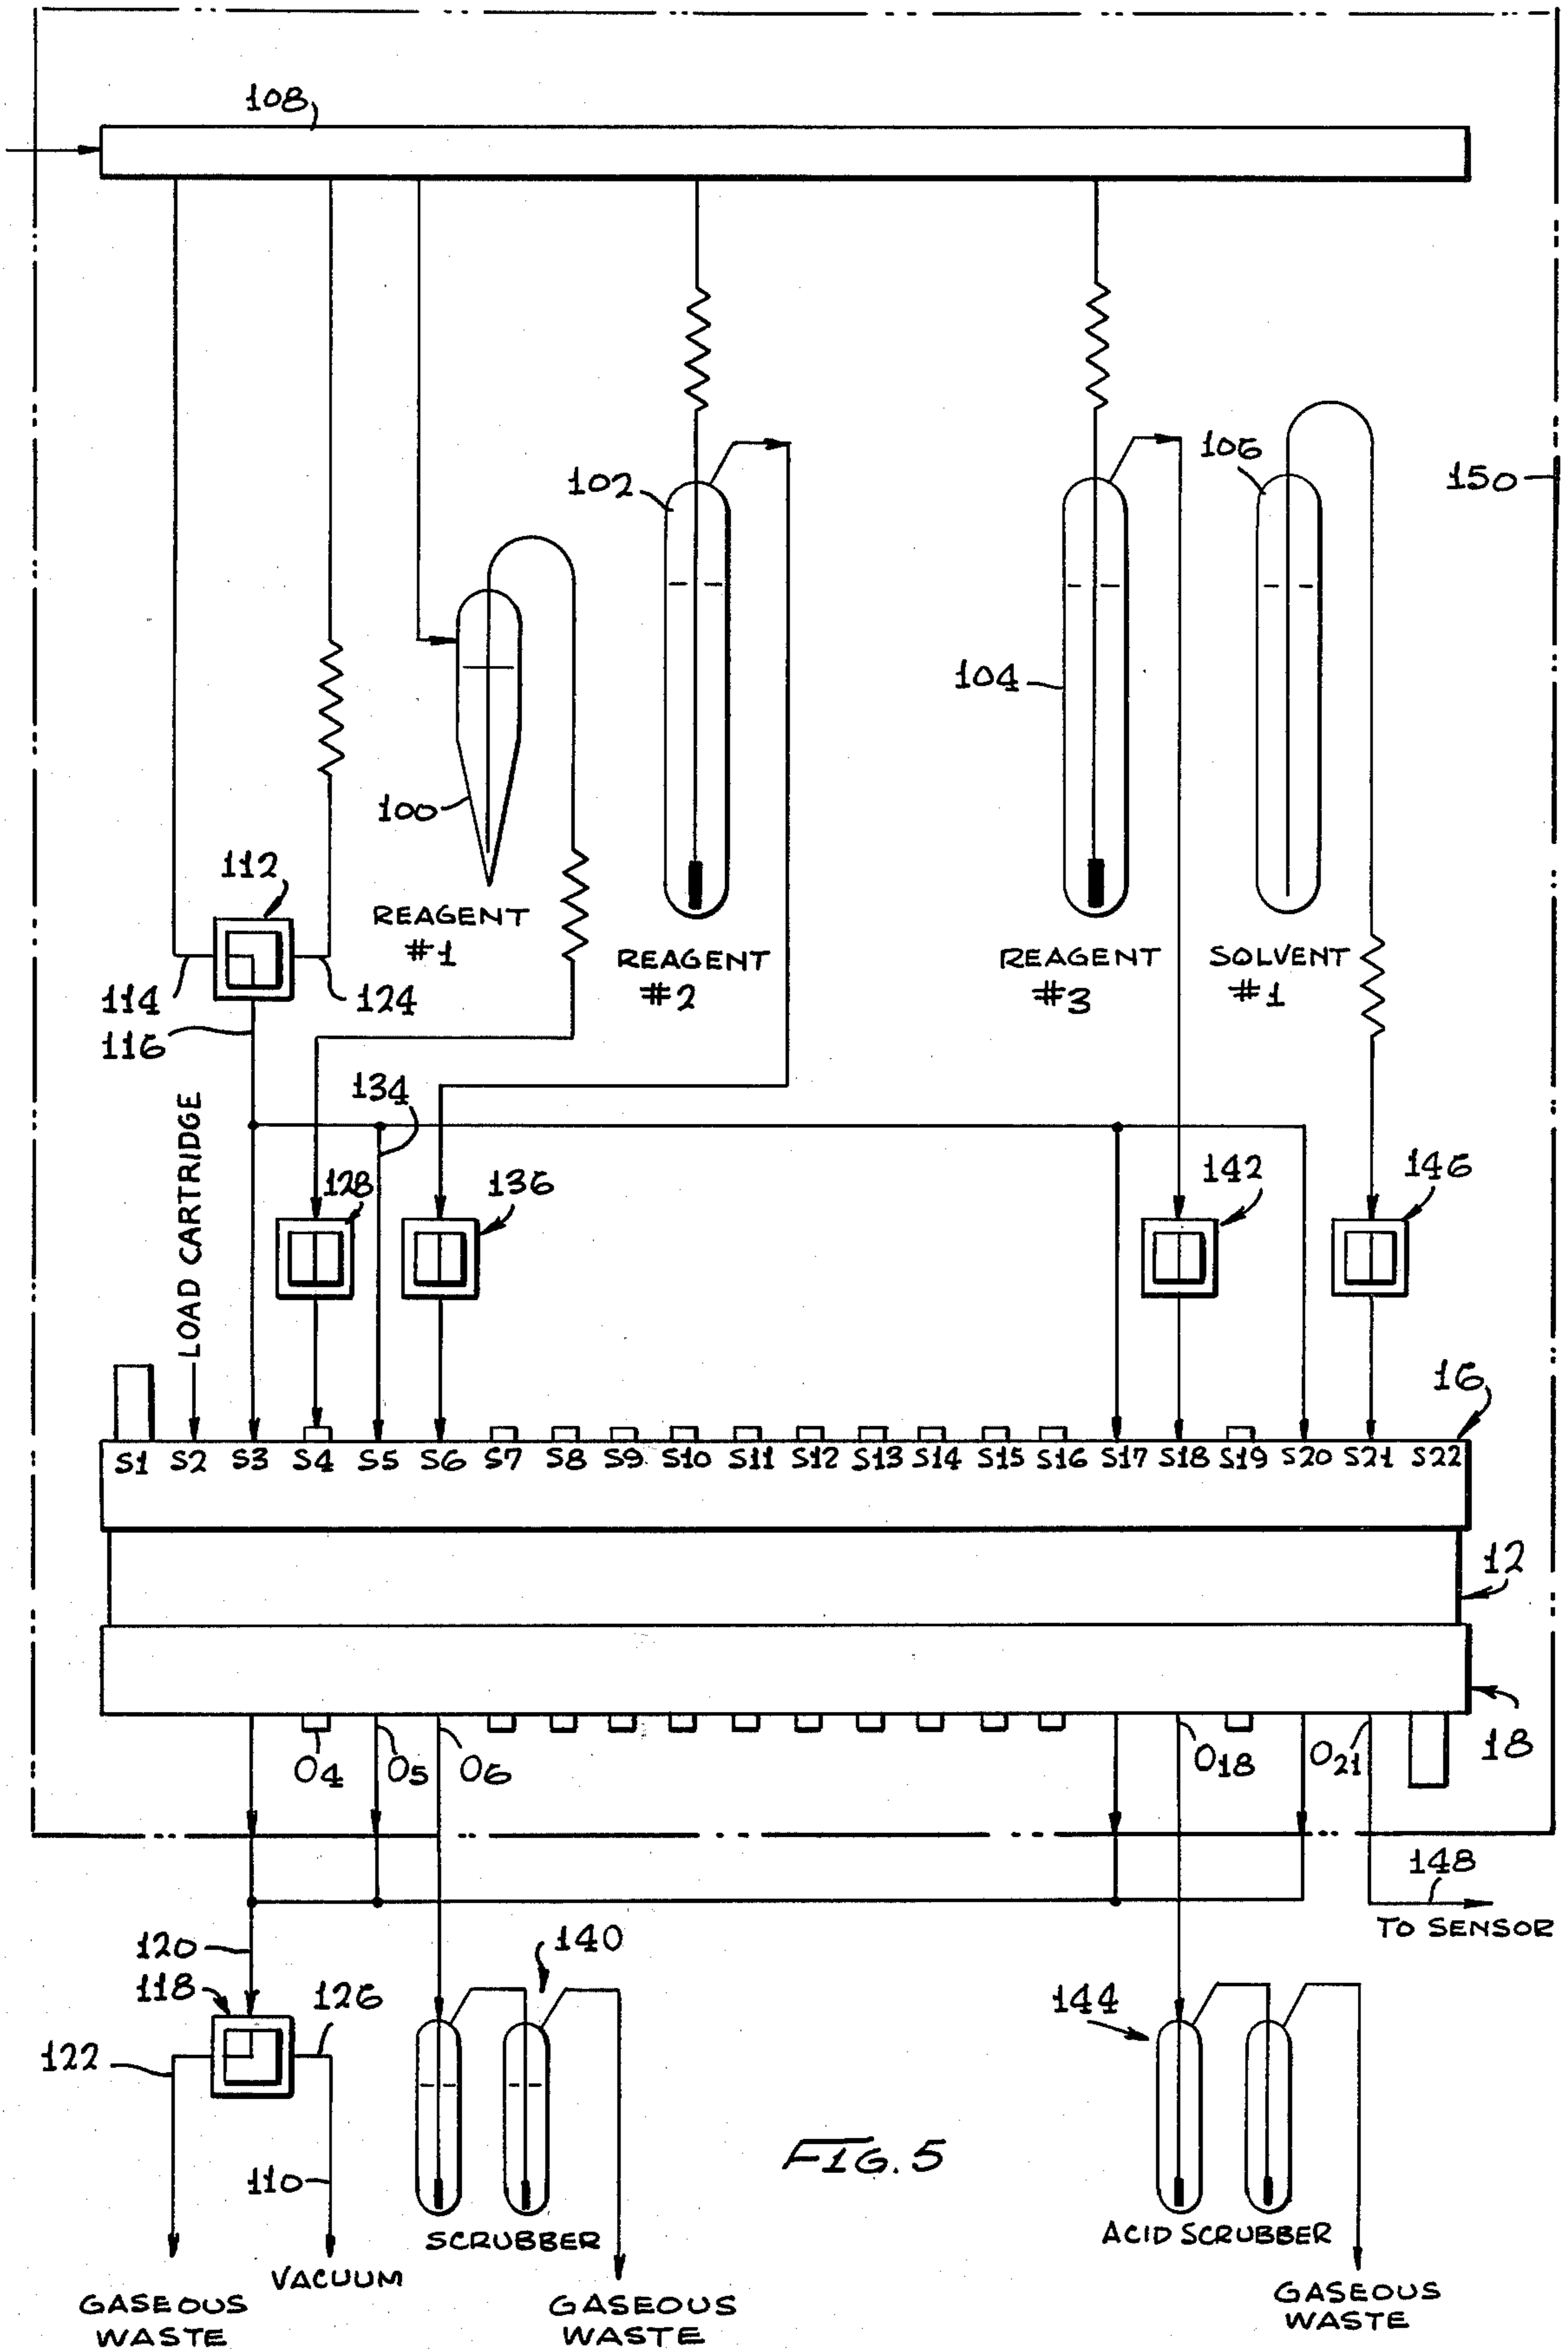 108
102
106
150
104
100
112
REAGENT
#1
REAGENT
#2
REAGENT
#3
SOLVENT
#1
114
124
116
134
LOAD CARTRIDGE
128
136
142
146
16
S1 S2 S3 S4 S5 S6 S7 S8 S9 S10 S11 S12 S13 S14 S15 S16 S17 S18 S19 S20 S21 S22
12
18
O4 O5 O6 O18 O21
148
TO SENSOR
120
140
118
126
144
122
FIG. 5
110
SCRUBBER
ACID SCRUBBER
VACUUM
GASEOUS
WASTE
GASEOUS
WASTE
GASEOUS
WASTE